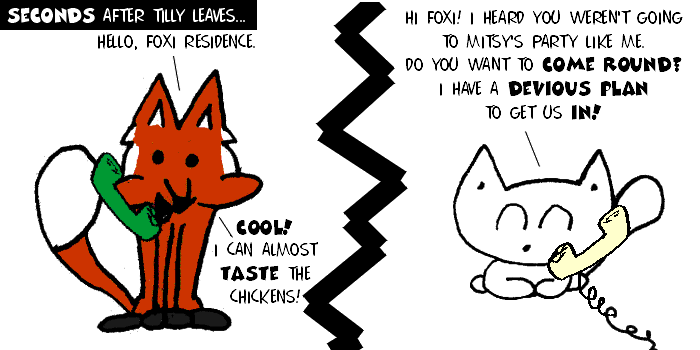 SECONDS AFTER TILLY LEAVES...
HELLO, FOXI RESIDENCE.
HI FOXI! I HEARD YOU WEREN'T GOING
TO MITSY'S PARTY LIKE ME.
DO YOU WANT TO COME ROUND?
I HAVE A DEVIOUS PLAN
TO GET US IN!
COOL!
I CAN ALMOST
TASTE THE
CHICKENS!